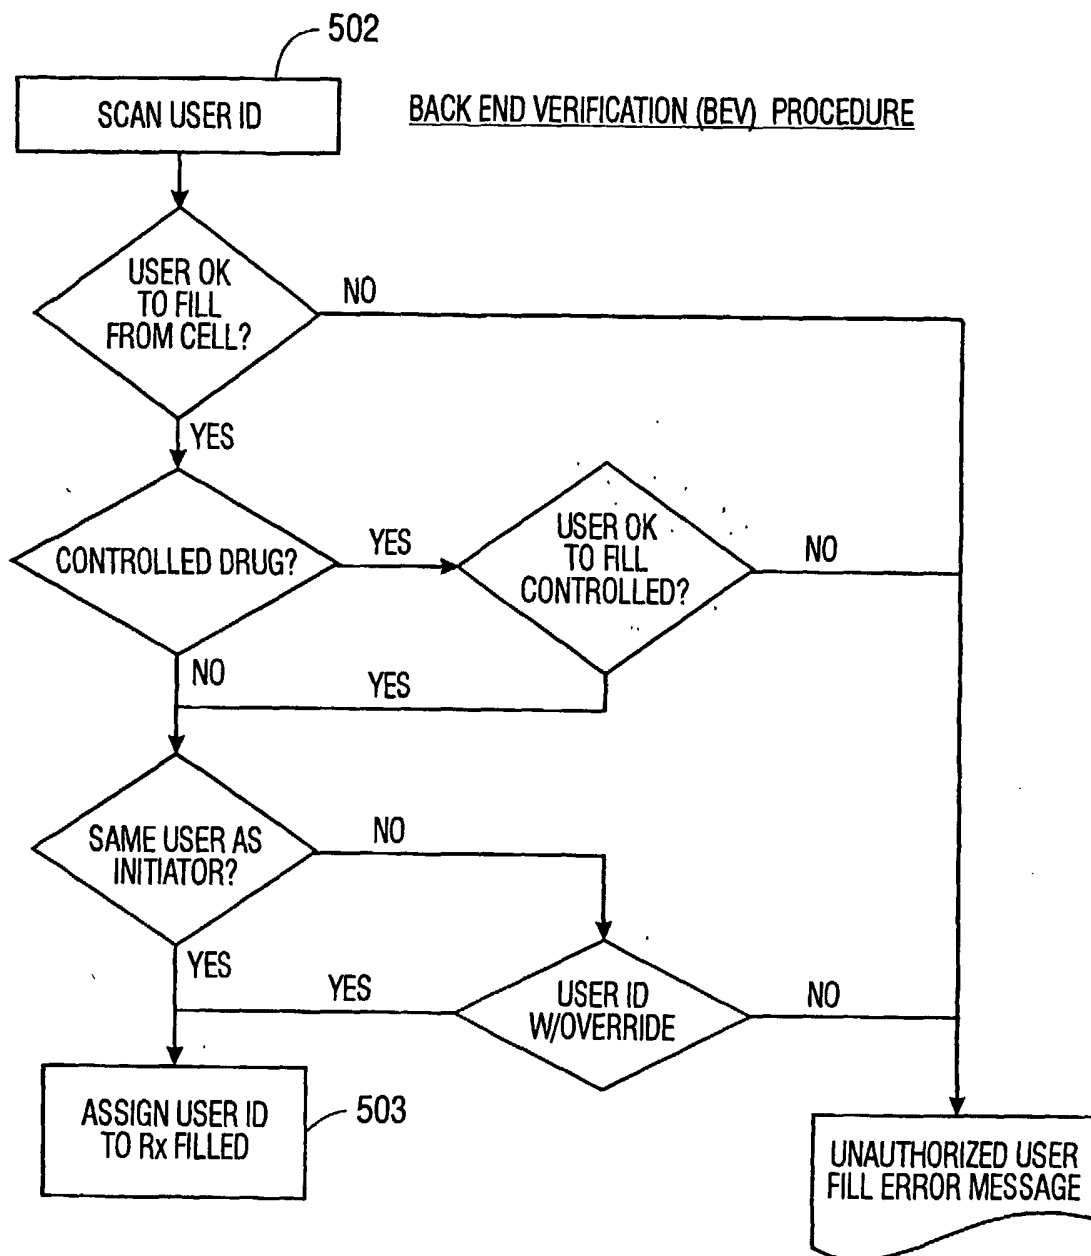 502
SCAN USER ID
BACK END VERIFICATION (BEV) PROCEDURE
USER OK
TO FILL
FROM CELL?
NO
YES
CONTROLLED DRUG?
YES
USER OK
TO FILL
CONTROLLED?
NO
NO
YES
SAME USER AS
INITIATOR?
NO
YES
YES
USER ID
W/OVERRIDE
NO
ASSIGN USER ID
TO Rx FILLED
503
UNAUTHORIZED USER
FILL ERROR MESSAGE